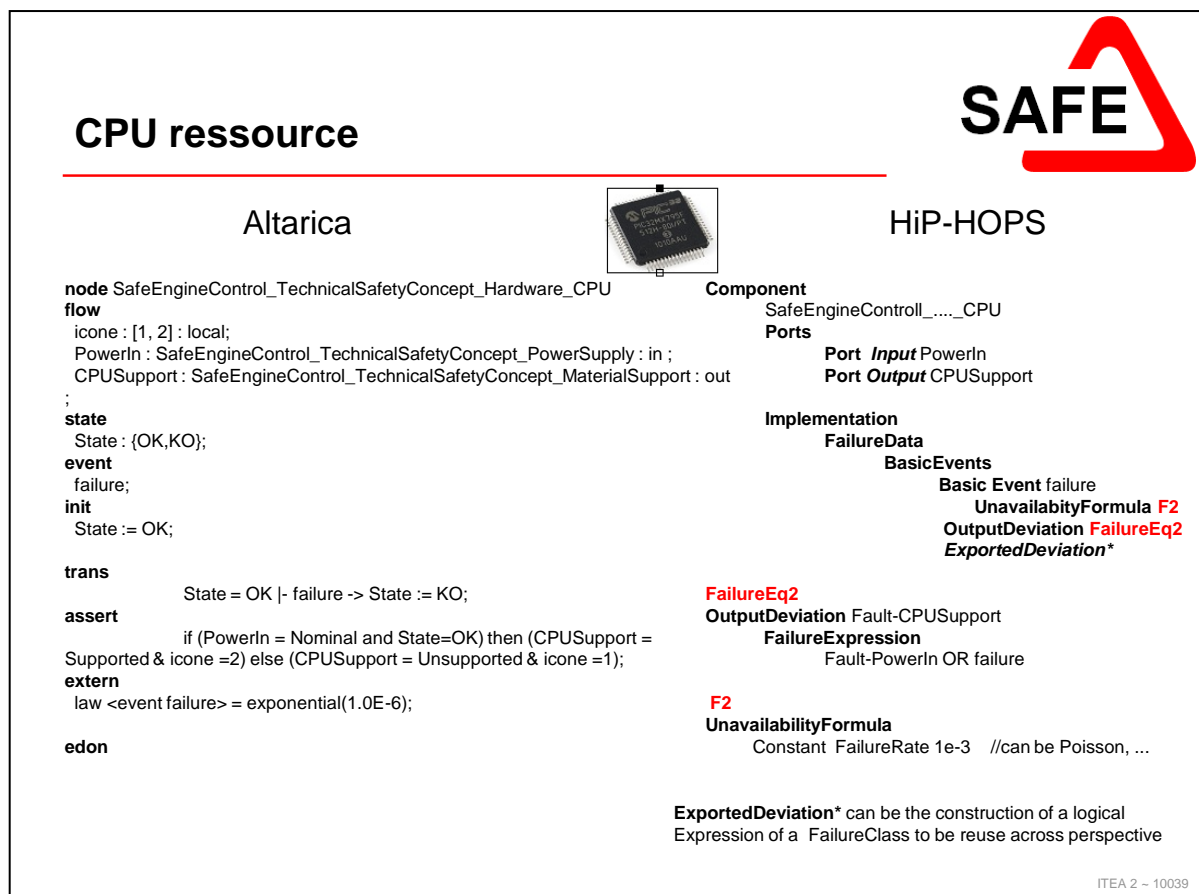 SAFE
CPU ressource
Altarica
PIC32MX795F
512H-80I/PT
1010AAU
HiP-HOPS
node SafeEngineControl_TechnicalSafetyConcept_Hardware_CPU
flow
icone : [1, 2] : local;
PowerIn : SafeEngineControl_TechnicalSafetyConcept_PowerSupply : in ;
CPUSupport : SafeEngineControl_TechnicalSafetyConcept_MaterialSupport : out
;
state
State : {OK,KO};
event
failure;
init
State := OK;
trans
State = OK |- failure -> State := KO;
assert
if (PowerIn = Nominal and State=OK) then (CPUSupport =
Supported & icone =2) else (CPUSupport = Unsupported & icone =1);
extern
law <event failure> = exponential(1.0E-6);
edon
Component
SafeEngineControll_...._CPU
Ports
Port Input PowerIn
Port Output CPUSupport
Implementation
FailureData
BasicEvents
Basic Event failure
UnavailabityFormula F2
OutputDeviation FailureEq2
ExportedDeviation*
FailureEq2
OutputDeviation Fault-CPUSupport
FailureExpression
Fault-PowerIn OR failure
F2
UnavailabilityFormula
Constant FailureRate 1e-3 //can be Poisson, ...
ExportedDeviation* can be the construction of a logical
Expression of a FailureClass to be reuse across perspective
ITEA 2 ~ 10039